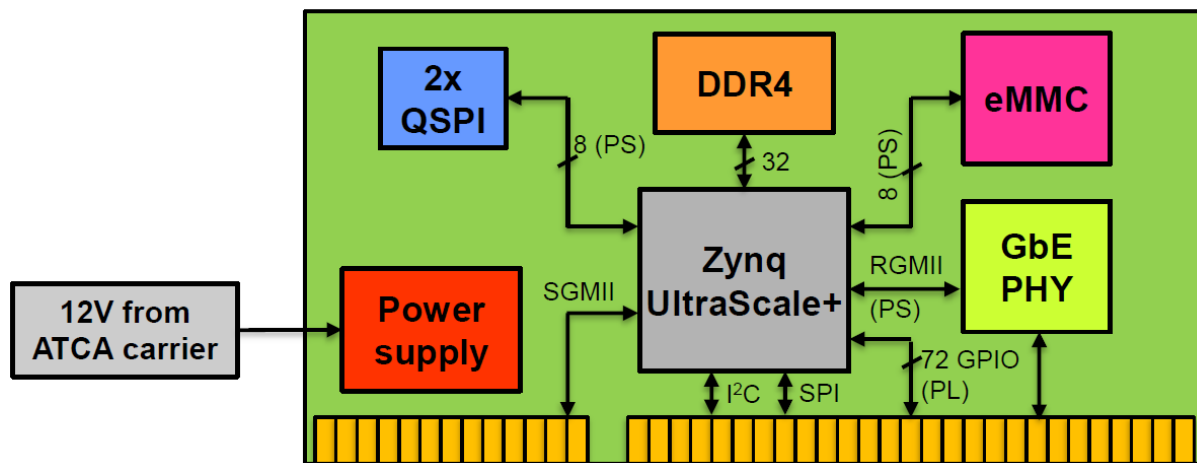 2x
QSPI
DDR4
eMMC
8 (PS)
32
8 (PS)
Zynq
UltraScale+
GbE
PHY
RGMII
(PS)
SGMII
12V from
ATCA carrier
Power
supply
I²C
SPI
72 GPIO
(PL)